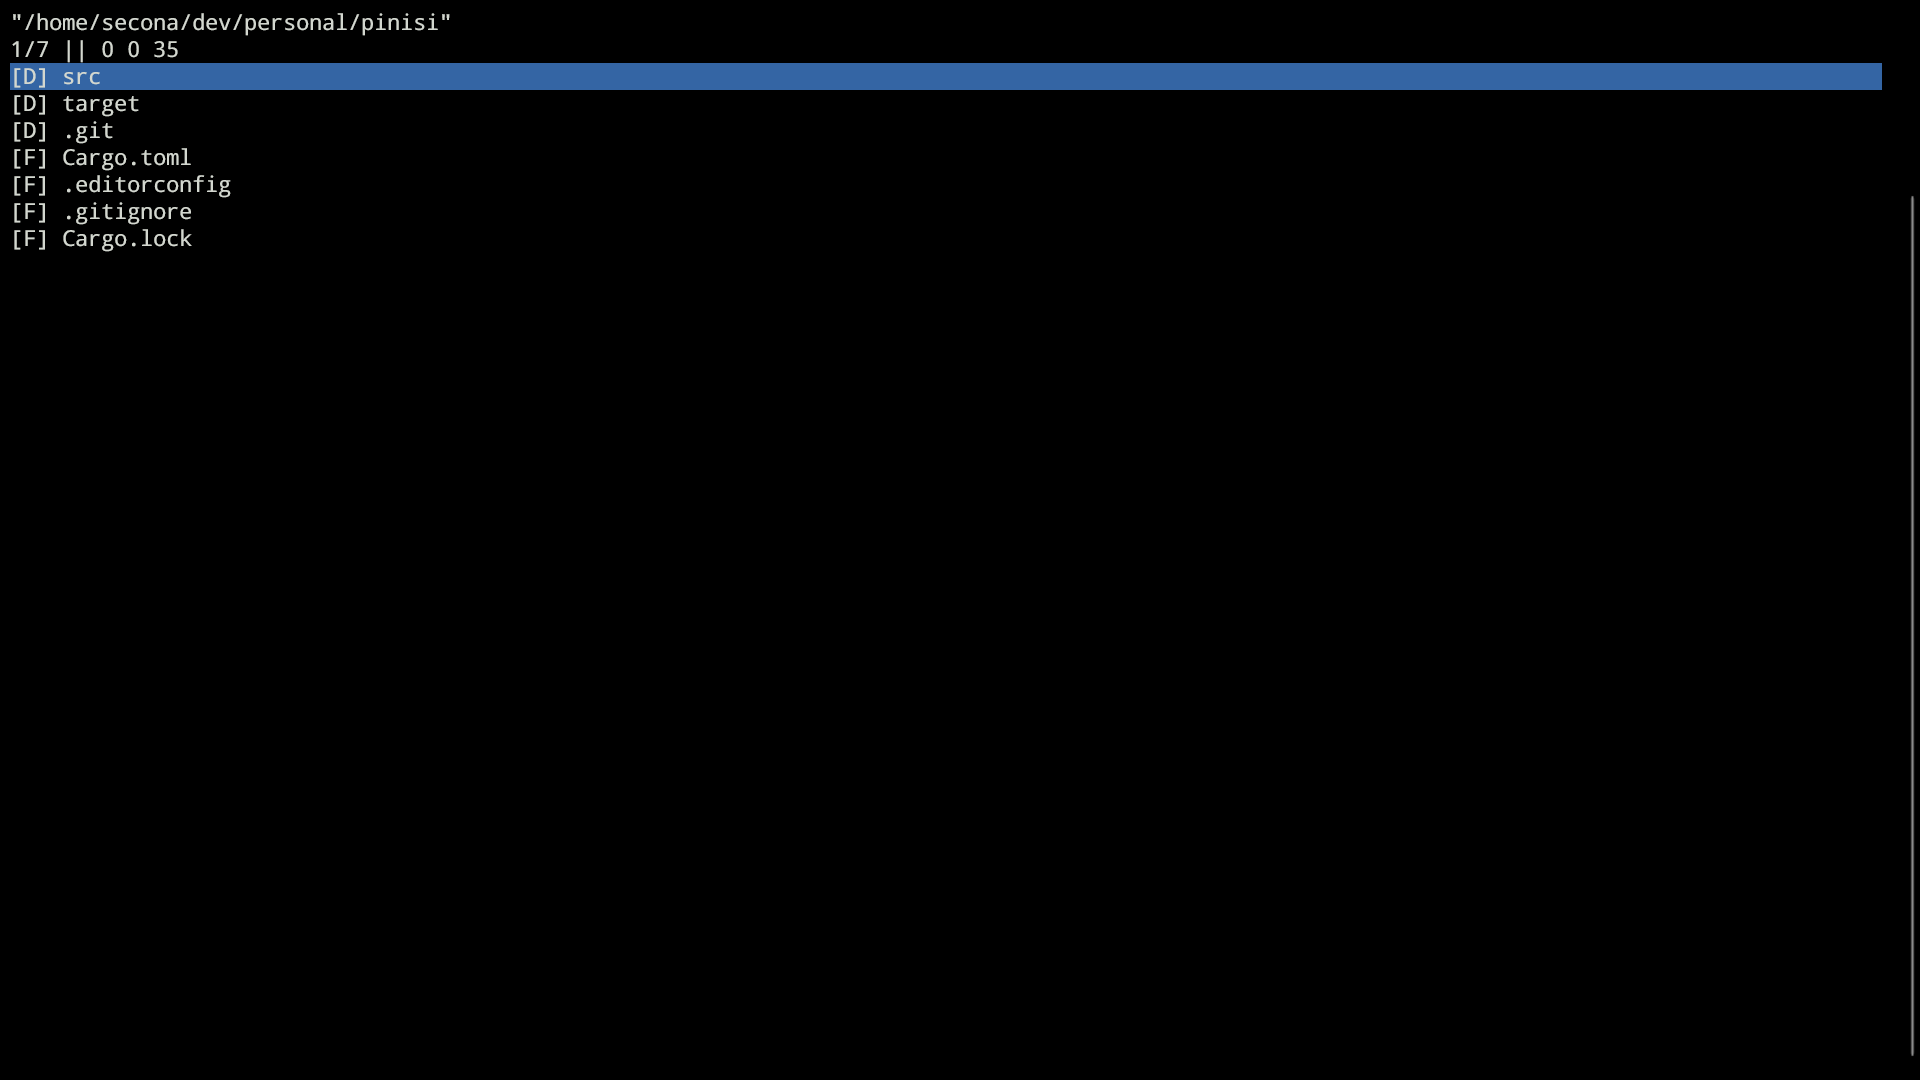 "/home/secona/dev/personal/pinisi"
1/7 || 0 0 35
[D] src
[D] target
[D] .git
[F] Cargo.toml
[F] .editorconfig
[F] .gitignore
[F] Cargo.lock